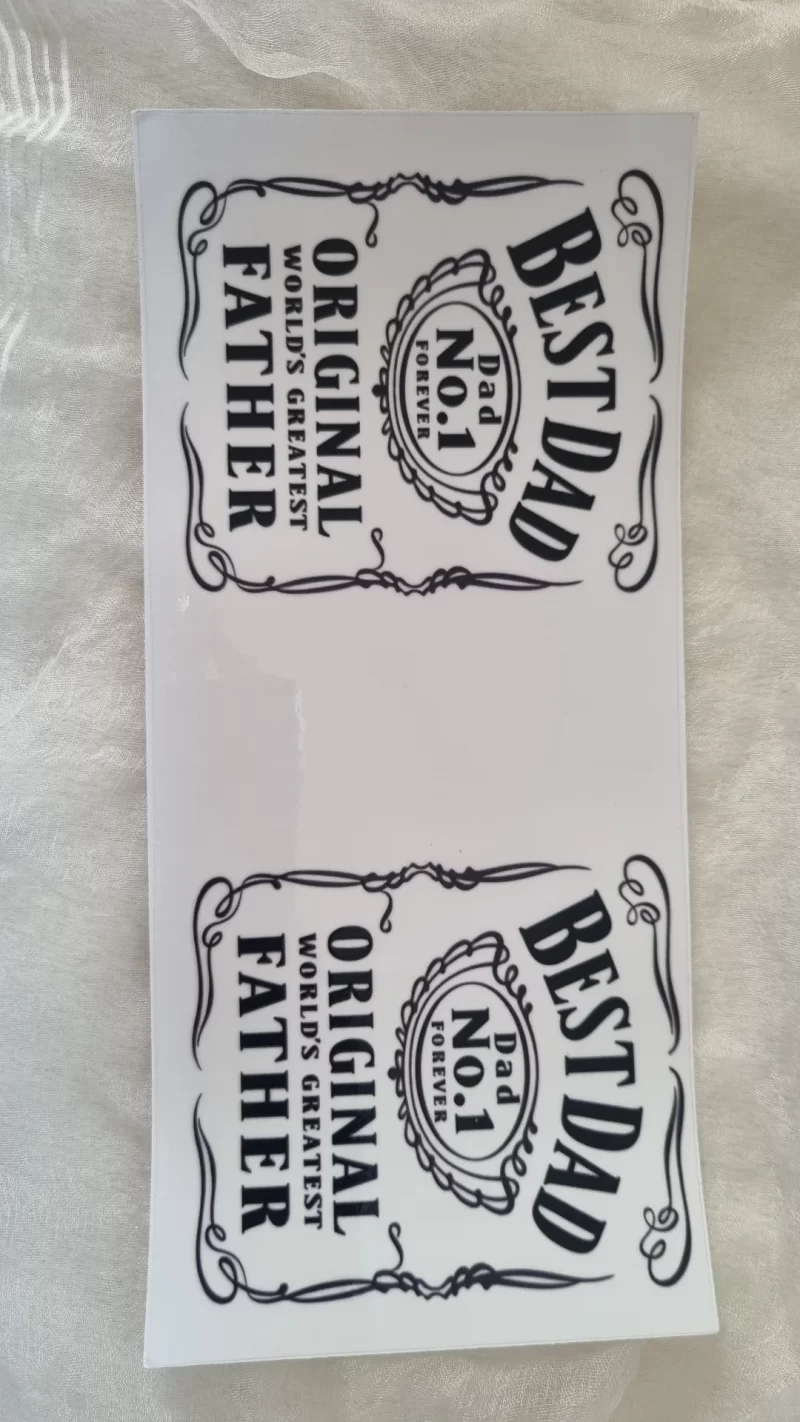 BEST DAD
Dad
No.1
FOREVER
ORIGINAL
WORLD'S GREATEST
FATHER
BEST DAD
Dad
No.1
FOREVER
ORIGINAL
WORLD'S GREATEST
FATHER